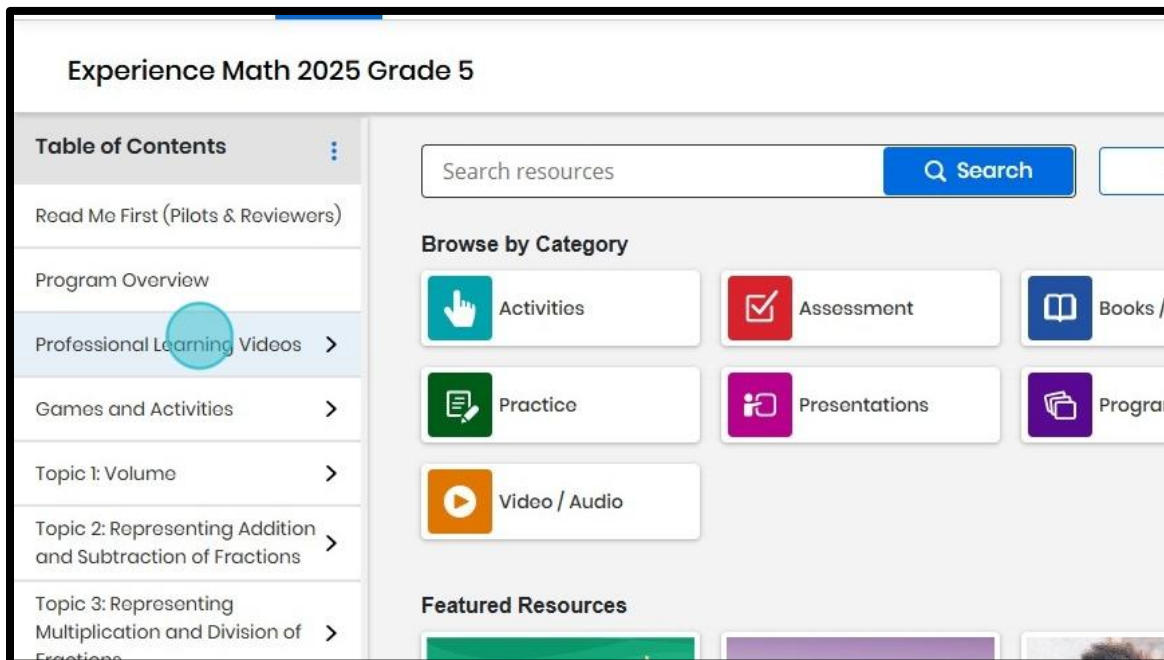 Experience Math 2025 Grade 5
Table of Contents
Read Me First (Pilots & Reviewers)
Program Overview
Professional Learning Videos
Games and Activities
Topic 1: Volume
Topic 2: Representing Addition
and Subtraction of Fractions
Topic 3: Representing
Multiplication and Division of
Fractions
Search resources
Search
Browse by Category
Activities
Assessment
Books /
Practice
Presentations
Video / Audio
Featured Resources